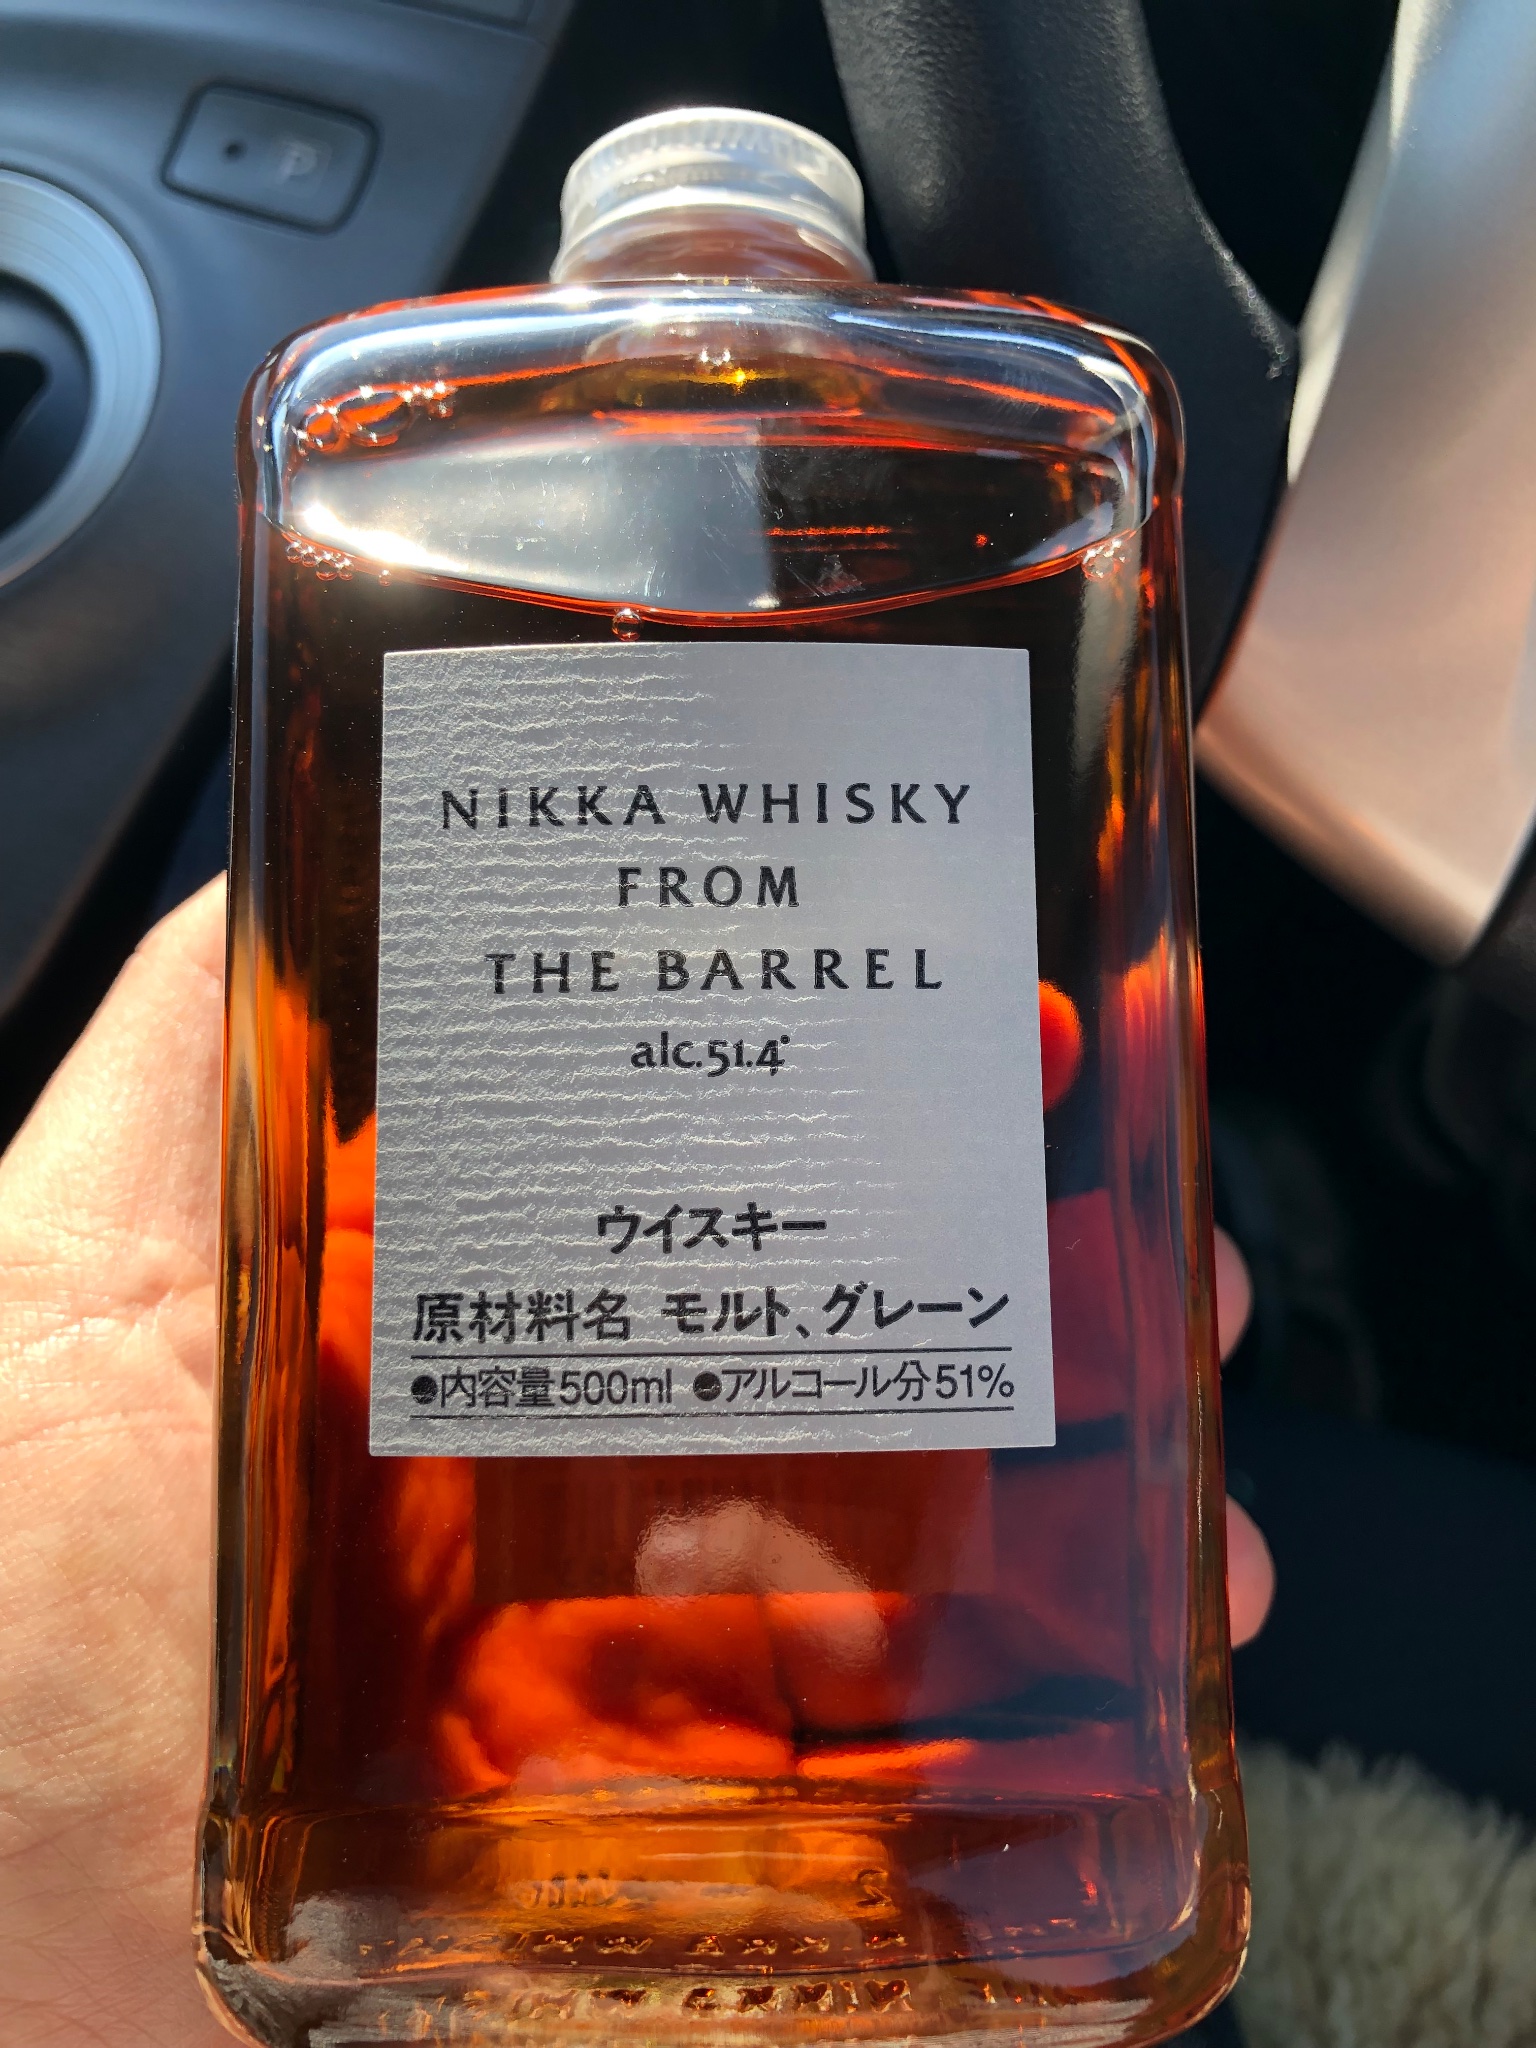 NIKKA WHISKY
FROM
THE BARREL
alc.51.4°
ウイスキー
原材料名 モルト、グレーン
●内容量500ml ●アルコール分51%